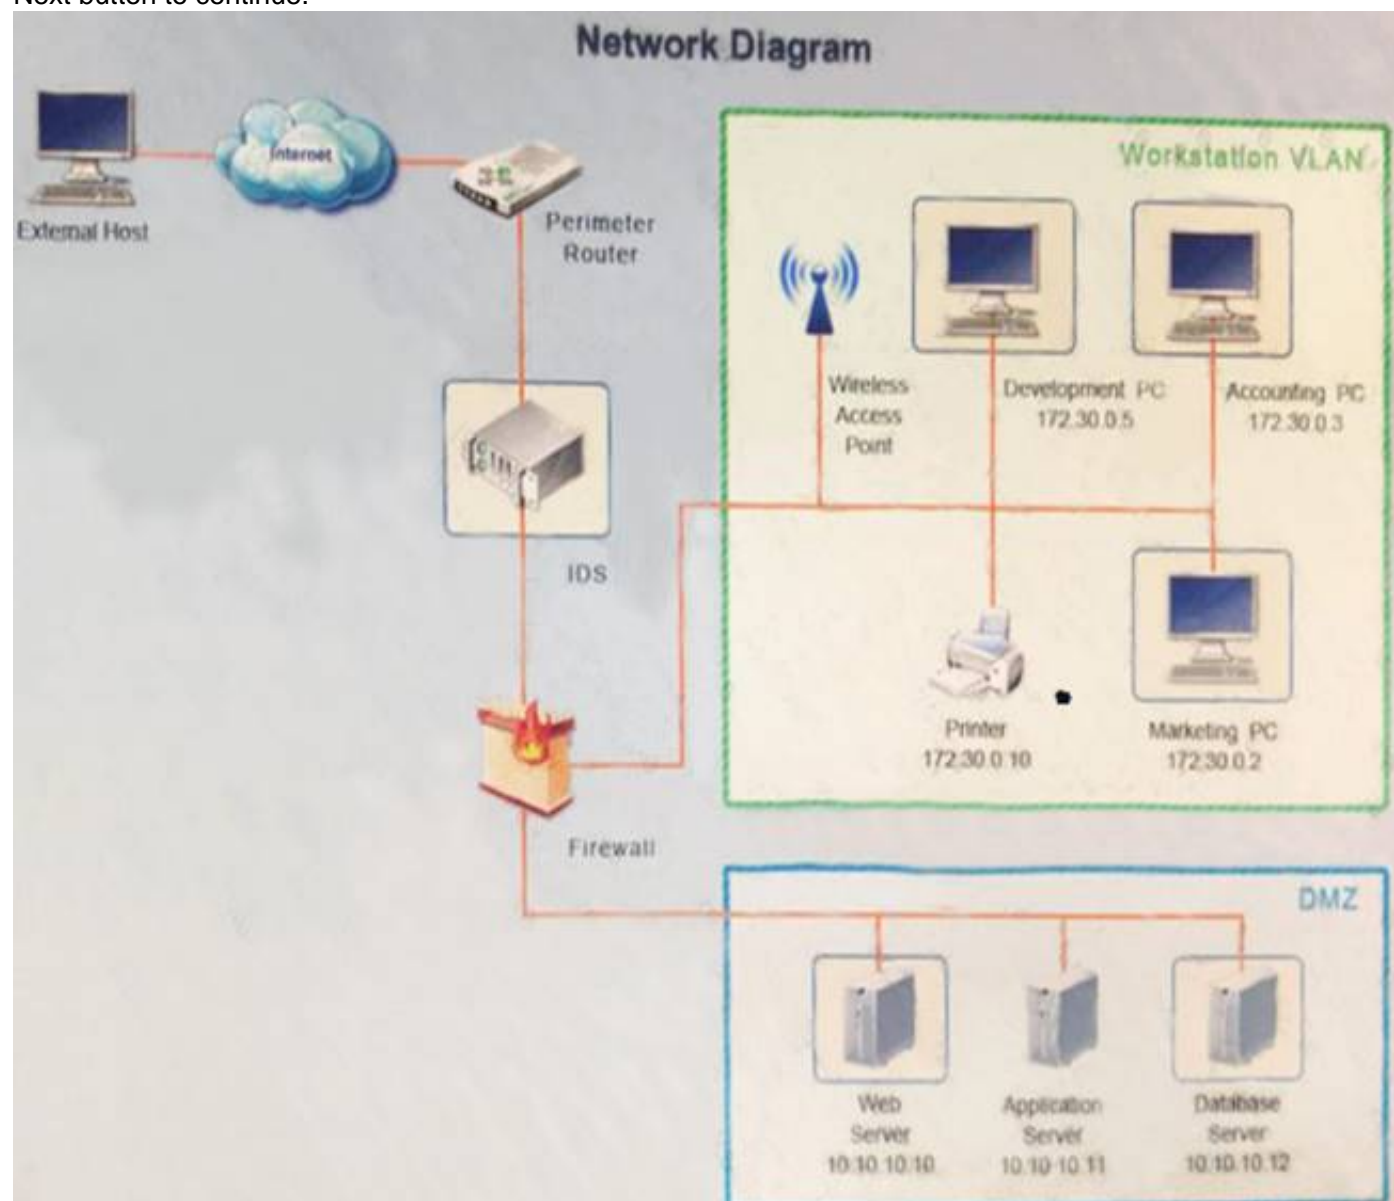 Next button to continue.
Network Diagram
Internet
External Host
Perimeter
Router
IDS
Firewall
Workstation VLAN
Wireless
Access
Point
Development PC
172.30.0.5
Accounting PC
172.30.0.3
Printer
172.30.0.10
Marketing PC
172.30.0.2
DMZ
Web
Server
10.10.10.10
Application
Server
10.10.10.11
Database
Server
10.10.10.12